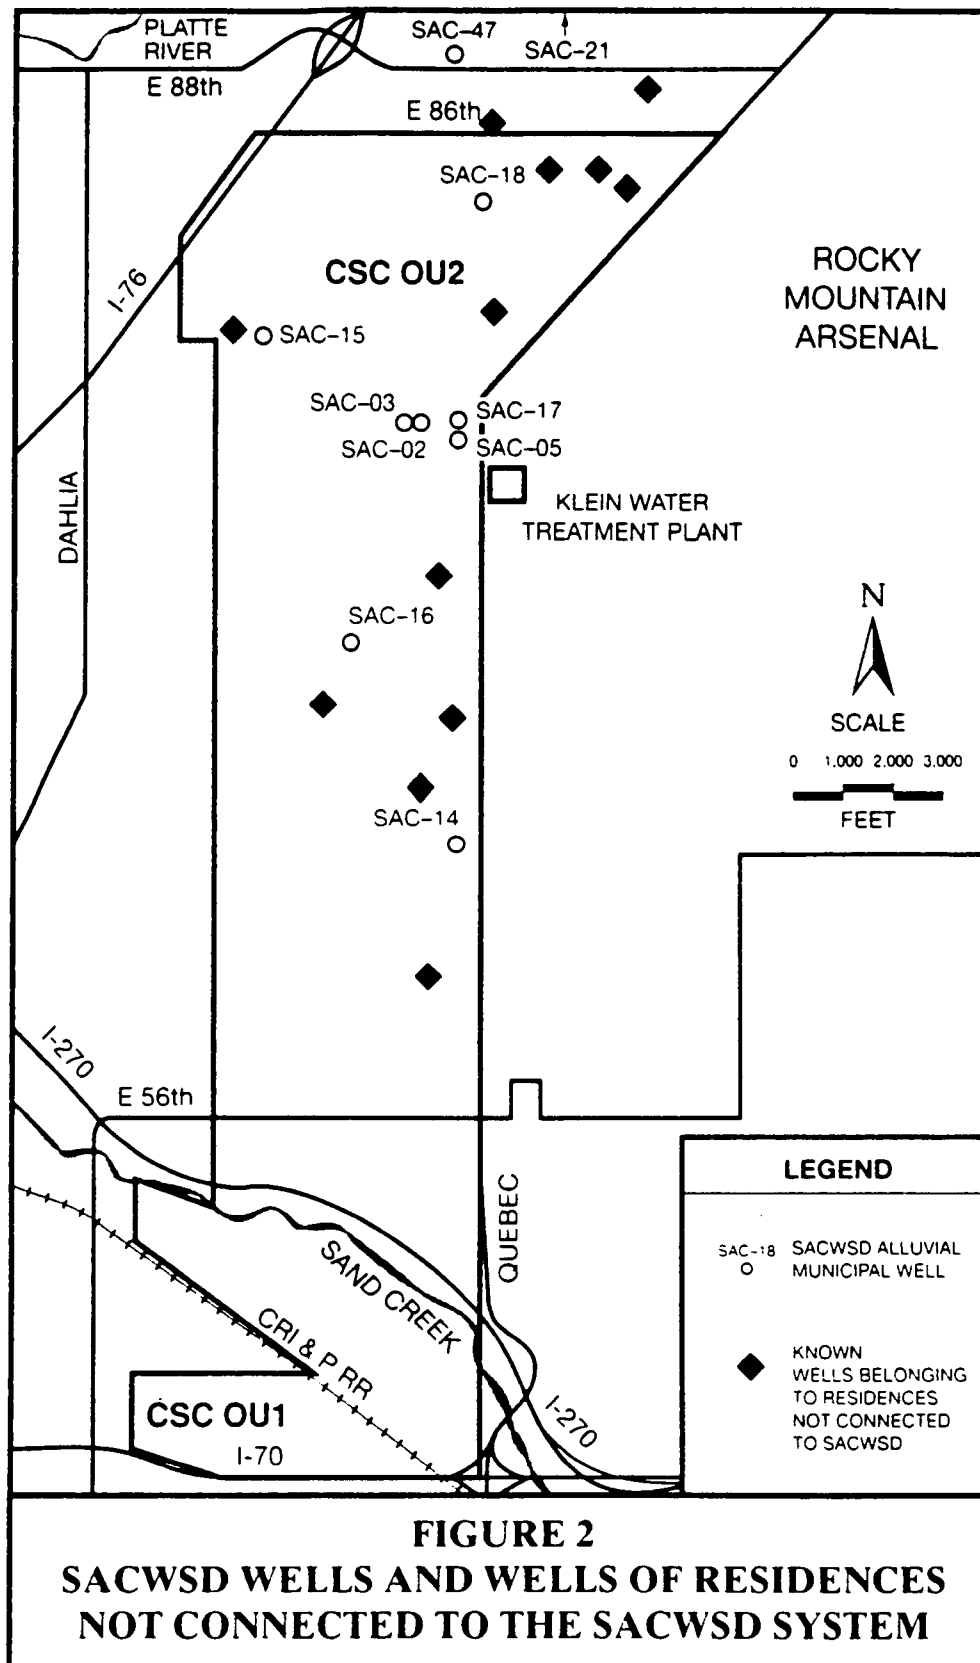 PLATTE
RIVER
SAC-47
SAC-21
E 88th
E 86th
SAC-18
CSC OU2
ROCKY
MOUNTAIN
ARSENAL
I-76
SAC-15
SAC-03
SAC-17
SAC-02
SAC-05
DAHLIA
KLEIN WATER
TREATMENT PLANT
SAC-16
N
SCALE
0 1.000 2.000 3.000
FEET
SAC-14
I-270
E 56th
QUEBEC
SAND CREEK
CRI & P RR
CSC OU1
I-70
I-270
LEGEND
SAC-18
SACWSD ALLUVIAL
MUNICIPAL WELL
KNOWN
WELLS BELONGING
TO RESIDENCES
NOT CONNECTED
TO SACWSD
FIGURE 2
SACWSD WELLS AND WELLS OF RESIDENCES
NOT CONNECTED TO THE SACWSD SYSTEM